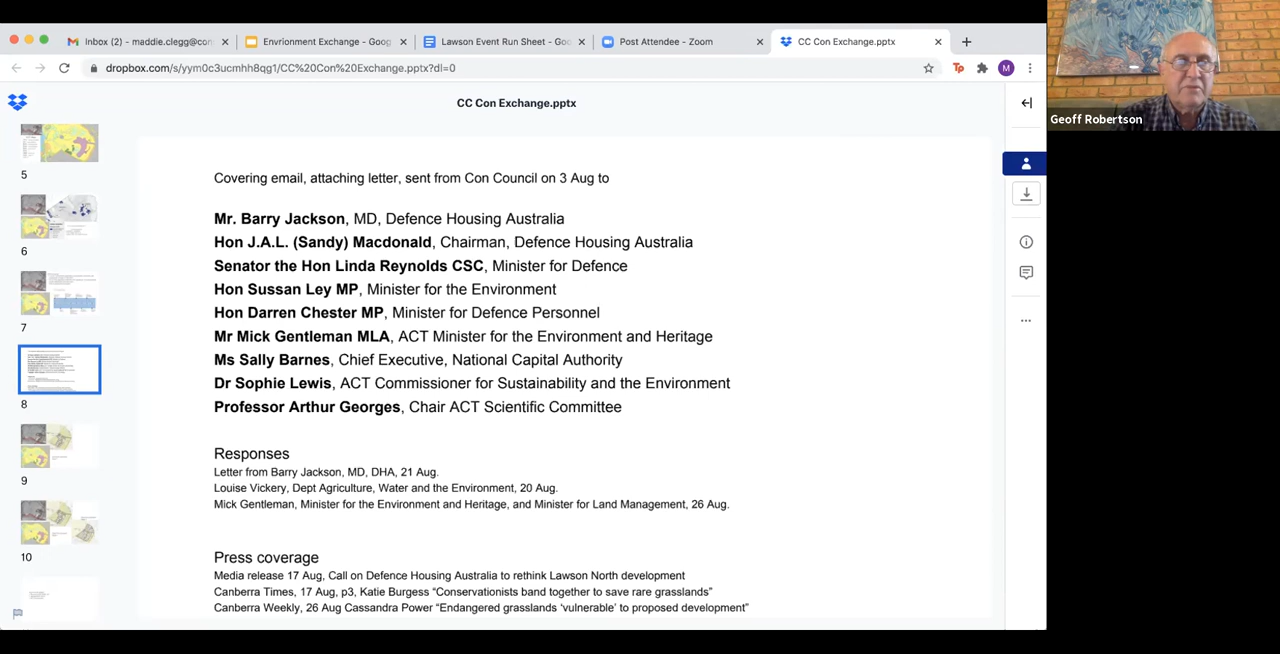 Inbox (2) - maddie.clegg@con
Envrionment Exchange - Goog
Lawson Event Run Sheet - Goo
Post Attendee - Zoom
CC Con Exchange.pptx
dropbox.com/s/yym0c3ucmhh8qg1/CC%20Con%20Exchange.pptx?dl=0
Tp
M
CC Con Exchange.pptx
Geoff Robertson
5
6
7
8
9
10
Covering email, attaching letter, sent from Con Council on 3 Aug to
Mr. Barry Jackson, MD, Defence Housing Australia
Hon J.A.L. (Sandy) Macdonald, Chairman, Defence Housing Australia
Senator the Hon Linda Reynolds CSC, Minister for Defence
Hon Sussan Ley MP, Minister for the Environment
Hon Darren Chester MP, Minister for Defence Personnel
Mr Mick Gentleman MLA, ACT Minister for the Environment and Heritage
Ms Sally Barnes, Chief Executive, National Capital Authority
Dr Sophie Lewis, ACT Commissioner for Sustainability and the Environment
Professor Arthur Georges, Chair ACT Scientific Committee
Responses
Letter from Barry Jackson, MD, DHA, 21 Aug.
Louise Vickery, Dept Agriculture, Water and the Environment, 20 Aug.
Mick Gentleman, Minister for the Environment and Heritage, and Minister for Land Management, 26 Aug.
Press coverage
Media release 17 Aug, Call on Defence Housing Australia to rethink Lawson North development
Canberra Times, 17 Aug, p3, Katie Burgess “Conservationists band together to save rare grasslands”
Canberra Weekly, 26 Aug Cassandra Power “Endangered grasslands ‘vulnerable’ to proposed development”